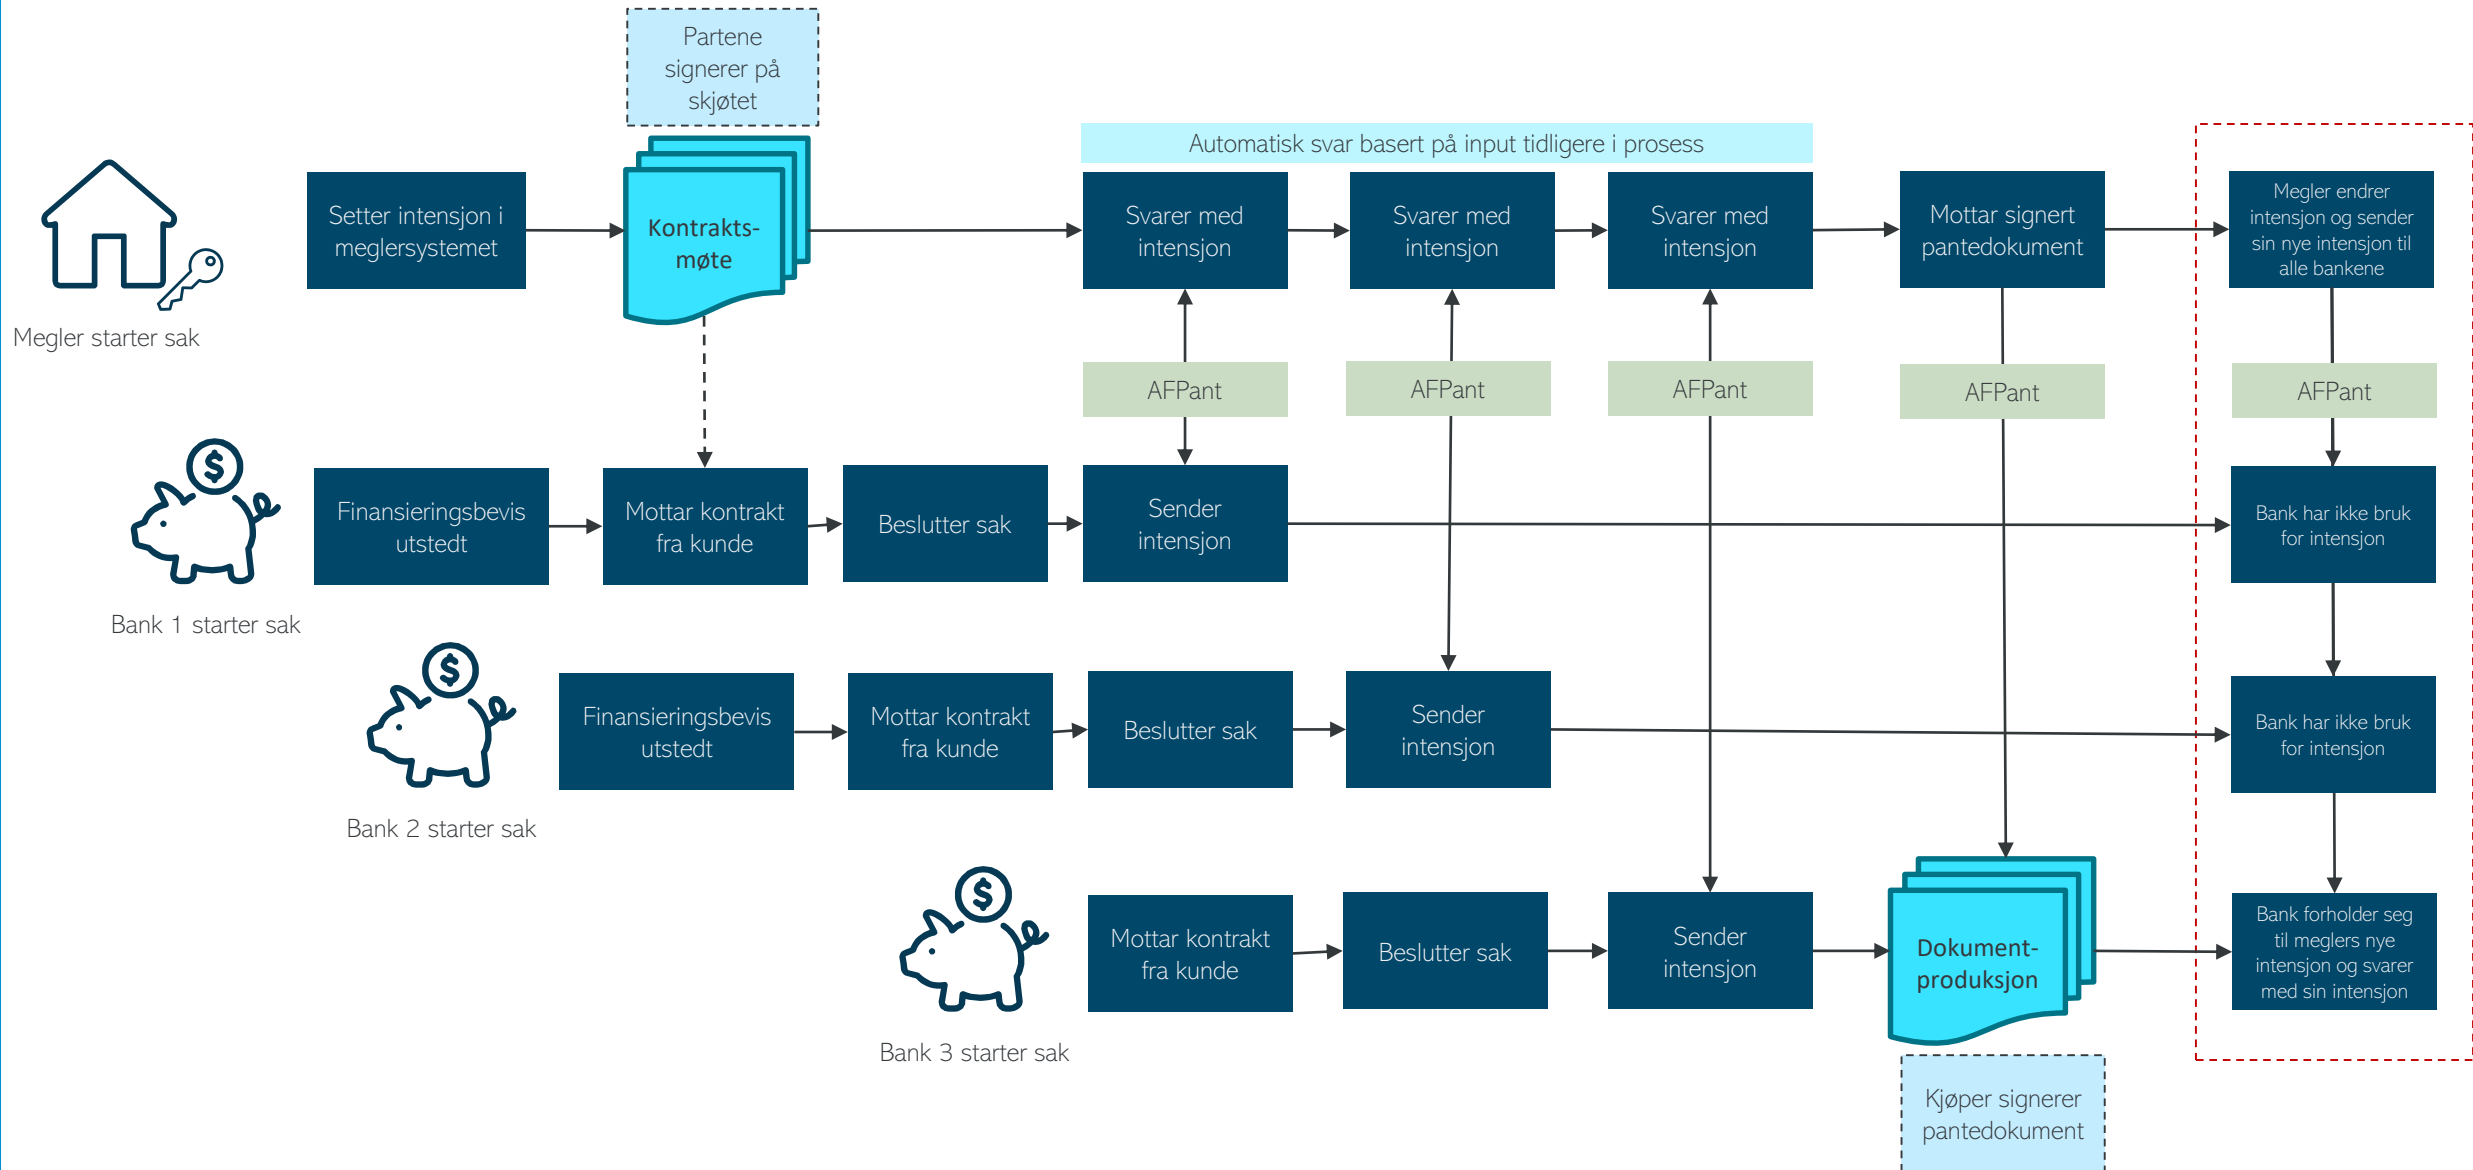 Partene
signerer på
skjøtet
Automatisk svar basert på input tidligere i prosess
Megler starter sak
Setter intensjon i
meglersystemet
Kontrakts-
møte
Svarer med
intensjon
Svarer med
intensjon
Svarer med
intensjon
Mottar signert
pantedokument
Megler endrer
intensjon og sender
sin nye intensjon til
alle bankene
AFPant
AFPant
AFPant
AFPant
AFPant
Bank 1 starter sak
Finansieringsbevis
utstedt
Mottar kontrakt
fra kunde
Beslutter sak
Sender
intensjon
Bank har ikke bruk
for intensjon
Bank 2 starter sak
Finansieringsbevis
utstedt
Mottar kontrakt
fra kunde
Beslutter sak
Sender
intensjon
Bank har ikke bruk
for intensjon
Bank 3 starter sak
Mottar kontrakt
fra kunde
Beslutter sak
Sender
intensjon
Dokument-
produksjon
Bank forholder seg
til meglers nye
intensjon og svarer
med sin intensjon
Kjøper signerer
pantedokument